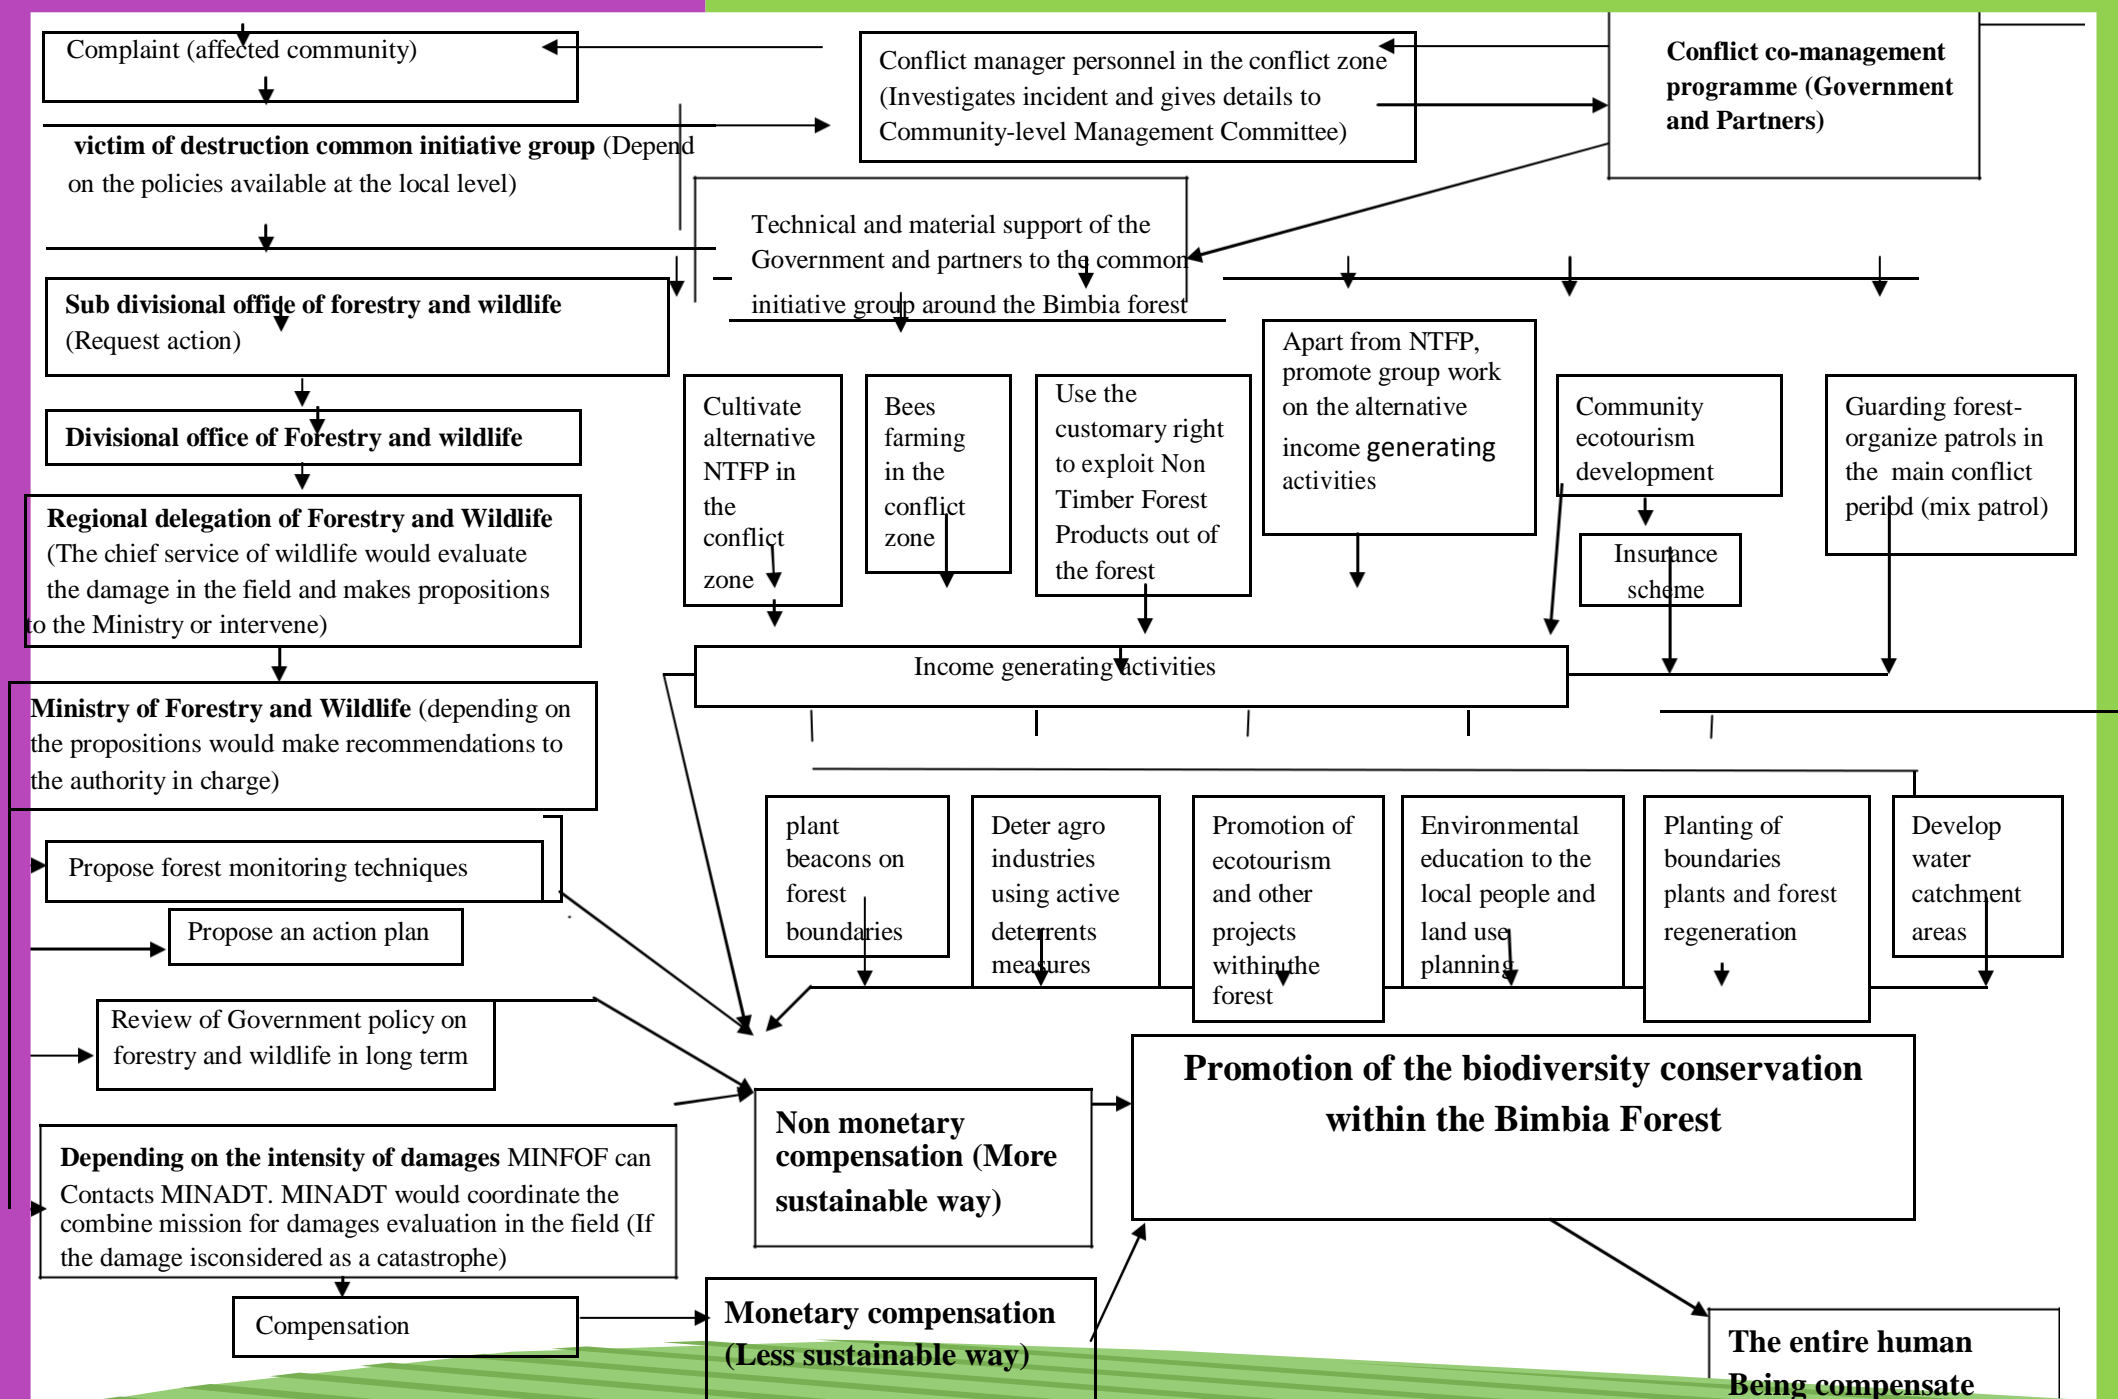 Complaint (affected community)
Conflict manager personnel in the conflict zone
(Investigates incident and gives details to
Community-level Management Committee)
Conflict co-management
programme (Government
and Partners)
victim of destruction common initiative group (Depend
on the policies available at the local level)
Technical and material support of the
Government and partners to the common
initiative group around the Bimbia forest
Sub divisional office of forestry and wildlife
(Request action)
Divisional office of Forestry and wildlife
Regional delegation of Forestry and Wildlife
(The chief service of wildlife would evaluate
the damage in the field and makes propositions
to the Ministry or intervene)
Ministry of Forestry and Wildlife (depending on
the propositions would make recommendations to
the authority in charge)
Cultivate
alternative
NTFP in
the
conflict
zone
Bees
farming
in the
conflict
zone
Use the
customary right
to exploit Non
Timber Forest
Products out of
the forest
Apart from NTFP,
promote group work
on the alternative
income generating
activities
Community
ecotourism
development
Insurance
scheme
Guarding forest-
organize patrols in
the main conflict
period (mix patrol)
Income generating activities
plant
beacons on
forest
boundaries
Deter agro
industries
using active
deterrents
measures
Promotion of
ecotourism
and other
projects
within the
forest
Environmental
education to the
local people and
land use
planning
Planting of
boundaries
plants and forest
regeneration
Develop
water
catchment
areas
Propose forest monitoring techniques
Propose an action plan
Review of Government policy on
forestry and wildlife in long term
Depending on the intensity of damages MINFOF can
Contacts MINADT. MINADT would coordinate the
combine mission for damages evaluation in the field (If
the damage isconsidered as a catastrophe)
Compensation
Non monetary
compensation (More
sustainable way)
Monetary compensation
(Less sustainable way)
Promotion of the biodiversity conservation
within the Bimbia Forest
The entire human
Being compensate